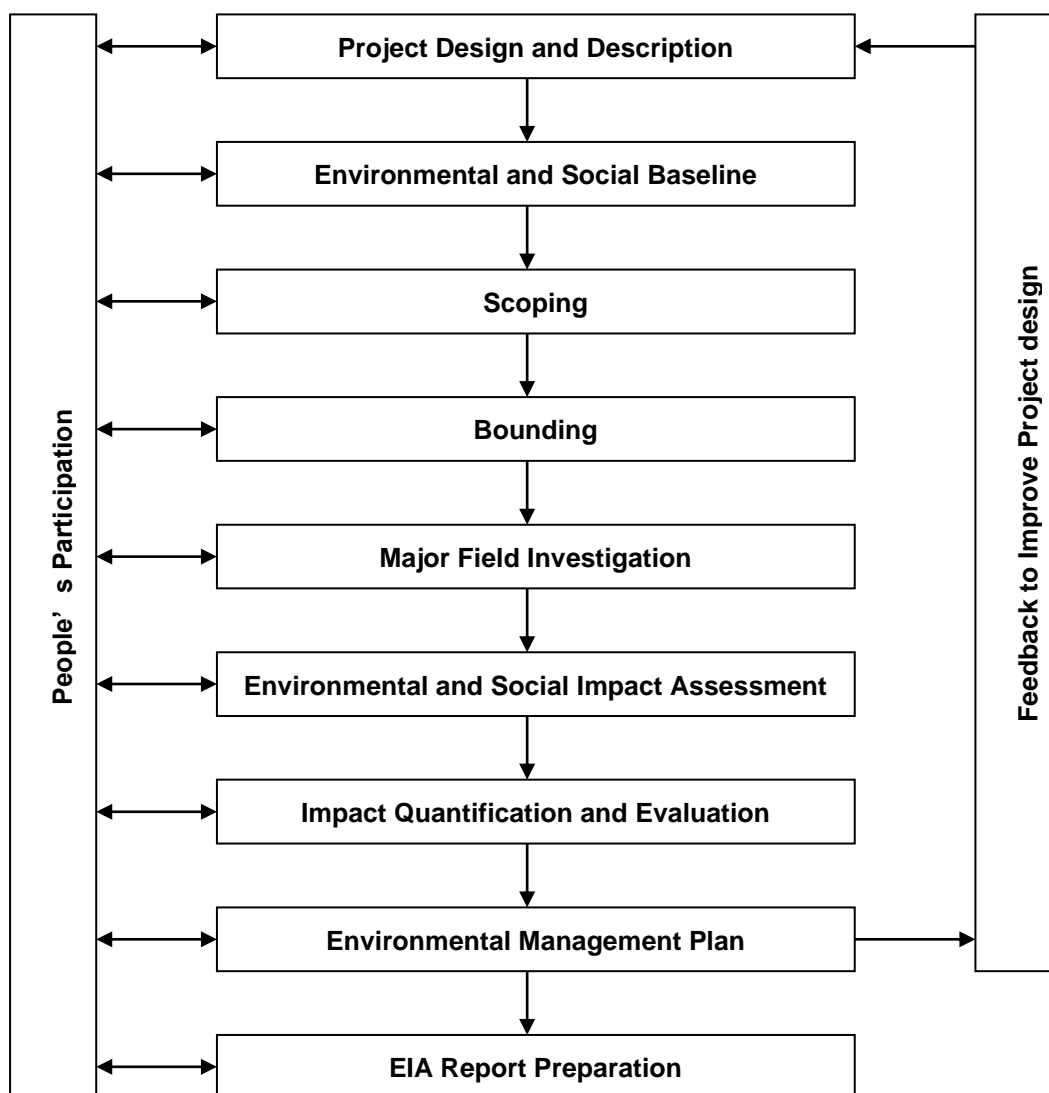 Project Design and Description
Environmental and Social Baseline
Scoping
Bounding
Major Field Investigation
Environmental and Social Impact Assessment
Impact Quantification and Evaluation
Environmental Management Plan
EIA Report Preparation
People’ s Participation
Feedback to Improve Project design